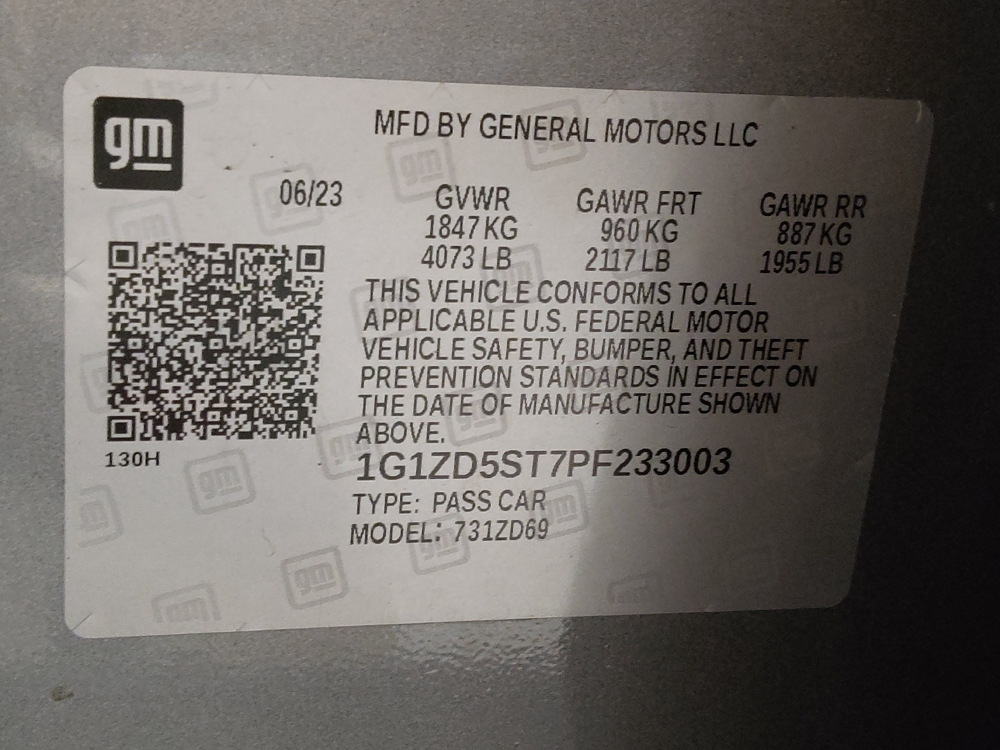 gm
MFD BY GENERAL MOTORS LLC
06/23 GVWR GAWR FRT GAWR RR
1847 KG 960 KG 887 KG
4073 LB 2117 LB 1955 LB
THIS VEHICLE CONFORMS TO ALL
APPLICABLE U.S. FEDERAL MOTOR
VEHICLE SAFETY, BUMPER, AND THEFT
PREVENTION STANDARDS IN EFFECT ON
THE DATE OF MANUFACTURE SHOWN
ABOVE.
130H
1G1ZD5ST7PF233003
TYPE: PASS CAR
MODEL: 731ZD69